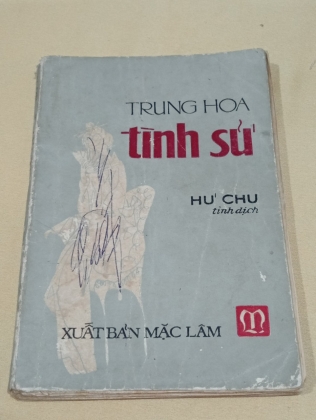 TRUNG HOA
tình sử
HƯ CHU
tinh dịch
XUẤT BẢN MẶC LÂM